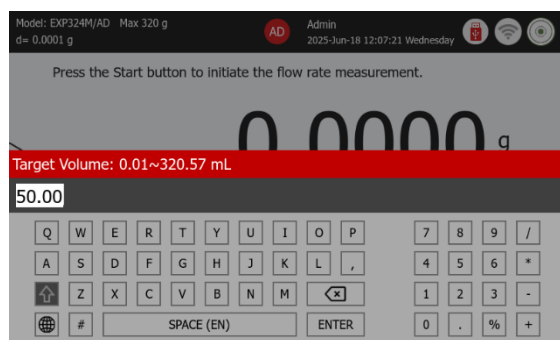 Model: EXP324M/AD   Max 320 g
d= 0.0001 g
AD
Admin
2025-Jun-18 12:07:21 Wednesday
Press the Start button to initiate the flow rate measurement.
0.0000 g
Target Volume: 0.01~320.57 mL
50.00
Q W E R T Y U I O P 7 8 9 /
A S D F G H J K L , 4 5 6 *
Z X C V B N M 1 2 3 -
# SPACE (EN) ENTER 0 . % +